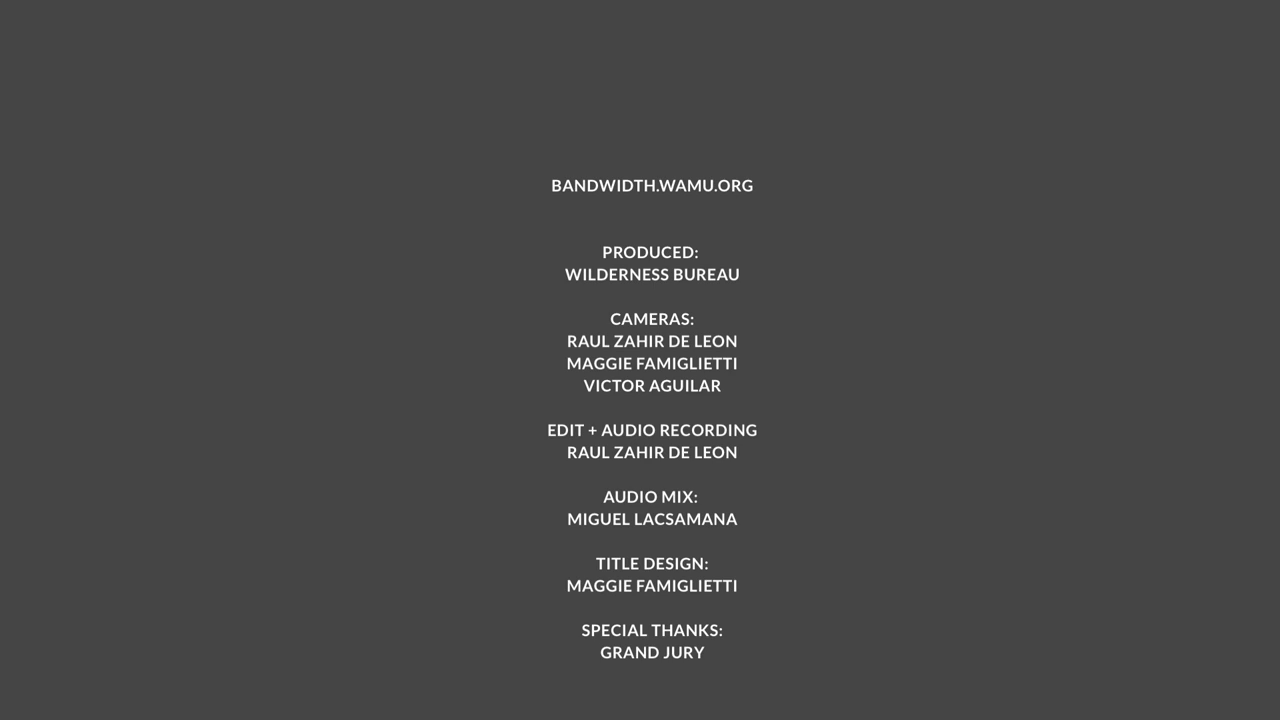 BANDWIDTH.WAMU.ORG
PRODUCED:
WILDERNESS BUREAU
CAMERAS:
RAUL ZAHIR DE LEON
MAGGIE FAMIGLIETTI
VICTOR AGUILAR
EDIT + AUDIO RECORDING
RAUL ZAHIR DE LEON
AUDIO MIX:
MIGUEL LACSAMANA
TITLE DESIGN:
MAGGIE FAMIGLIETTI
SPECIAL THANKS:
GRAND JURY